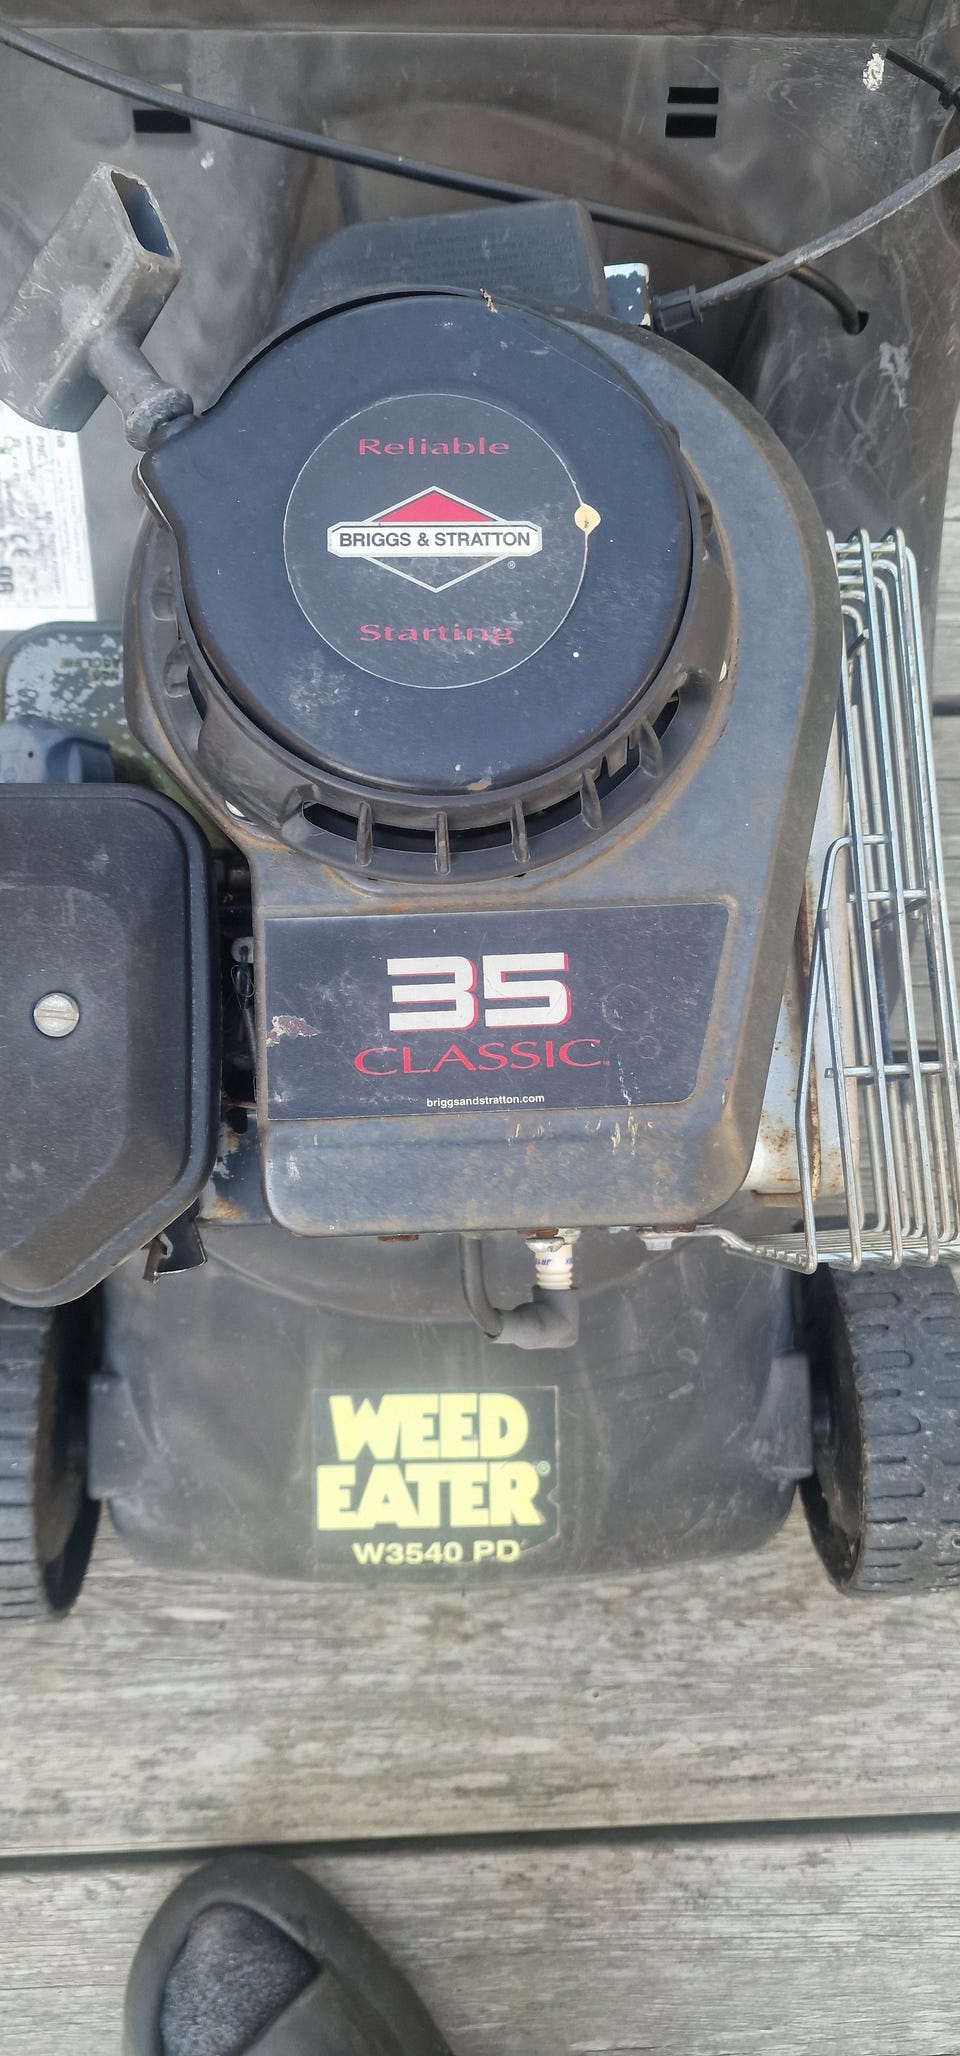 Reliable
BRIGGS & STRATTON
®
Starting
35
CLASSIC
briggsandstratton.com
WEED
EATER®
W3540 PD